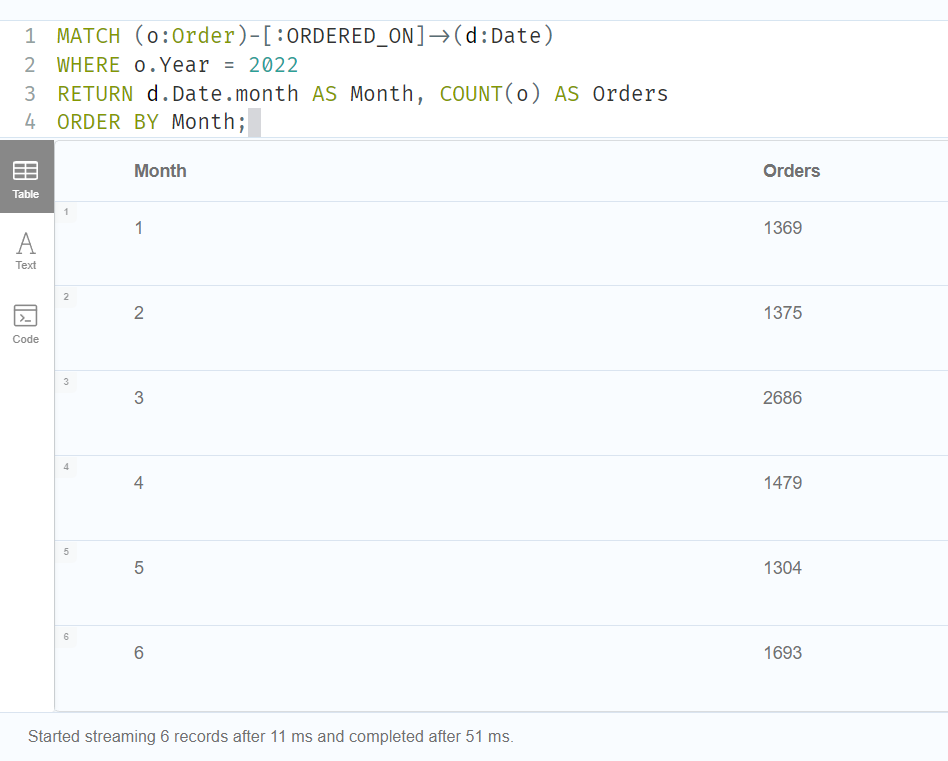 1 MATCH (o:Order)-[:ORDERED_ON]->(d:Date)
2 WHERE o.Year = 2022
3 RETURN d.Date.month AS Month, COUNT(o) AS Orders
4 ORDER BY Month;
Table
Text
Code
Month Orders
1 1 1369
2 2 1375
3 3 2686
4 4 1479
5 5 1304
6 6 1693
Started streaming 6 records after 11 ms and completed after 51 ms.